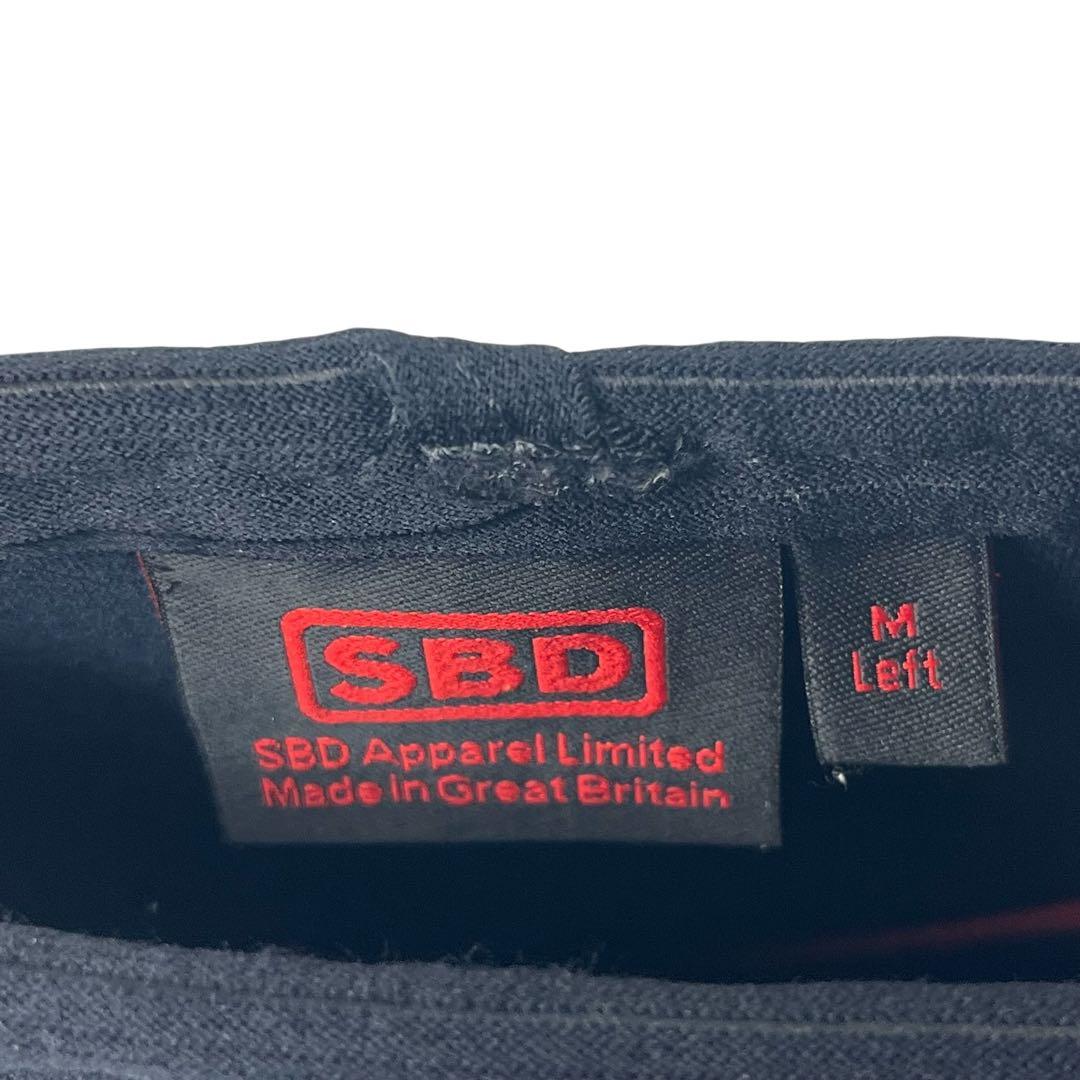 SBD
SBD Apparel Limited
Made in Great Britain
M
Left